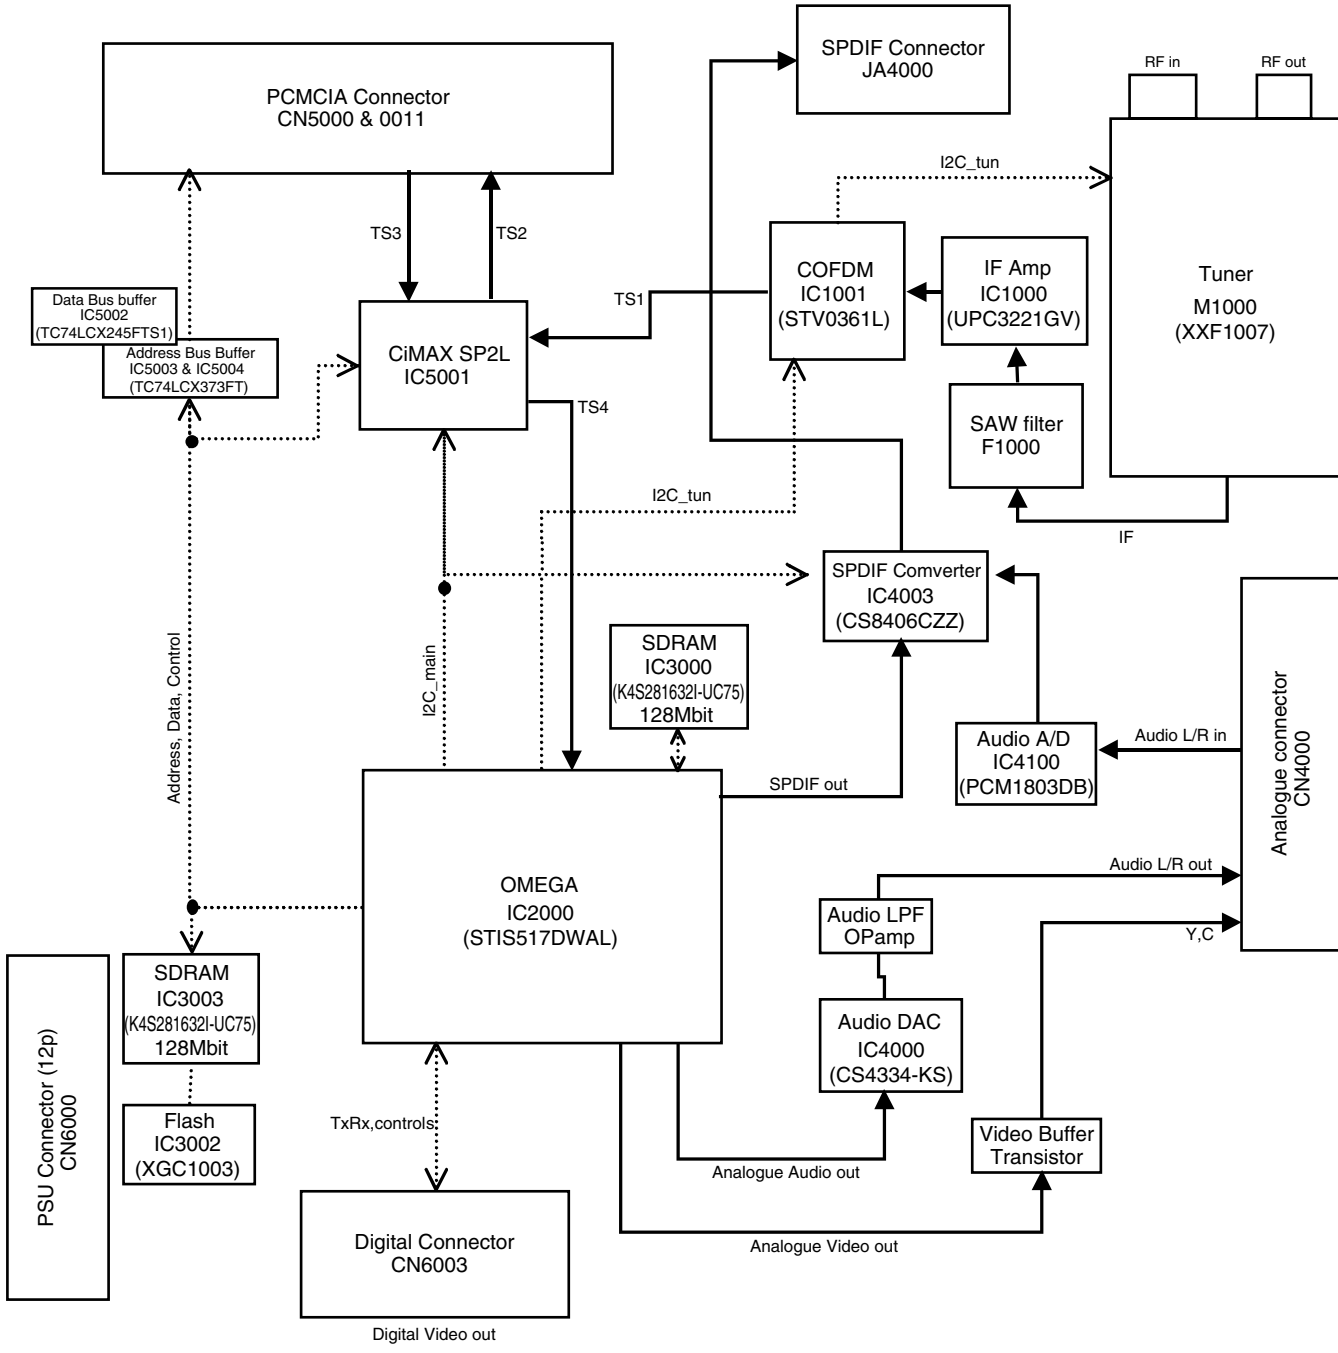 PCMCIA Connector
CN5000 & 0011
SPDIF Connector
JA4000
RF in
RF out
I2C_tun
TS3
TS2
Tuner
M1000
(XXF1007)
COFDM
IC1001
(STV0361L)
IF Amp
IC1000
(UPC3221GV)
TS1
Data Bus buffer
IC5002
(TC74LCX245FTS1)
Address Bus Buffer
IC5003 & IC5004
(TC74LCX373FT)
CiMAX SP2L
IC5001
TS4
SAW filter
F1000
I2C_tun
IF
SPDIF Comverter
IC4003
(CS8406CZZ)
Address, Data, Control
I2C_main
SDRAM
IC3000
(K4S281632I-UC75)
128Mbit
Audio A/D
IC4100
(PCM1803DB)
Audio L/R in
Analogue connector
CN4000
SPDIF out
OMEGA
IC2000
(STIS517DWAL)
Audio L/R out
Audio LPF
OPamp
Y,C
PSU Connector (12p)
CN6000
SDRAM
IC3003
(K4S281632I-UC75)
128Mbit
Audio DAC
IC4000
(CS4334-KS)
Flash
IC3002
(XGC1003)
TxRx,controls
Video Buffer
Transistor
Analogue Audio out
Analogue Video out
Digital Connector
CN6003
Digital Video out